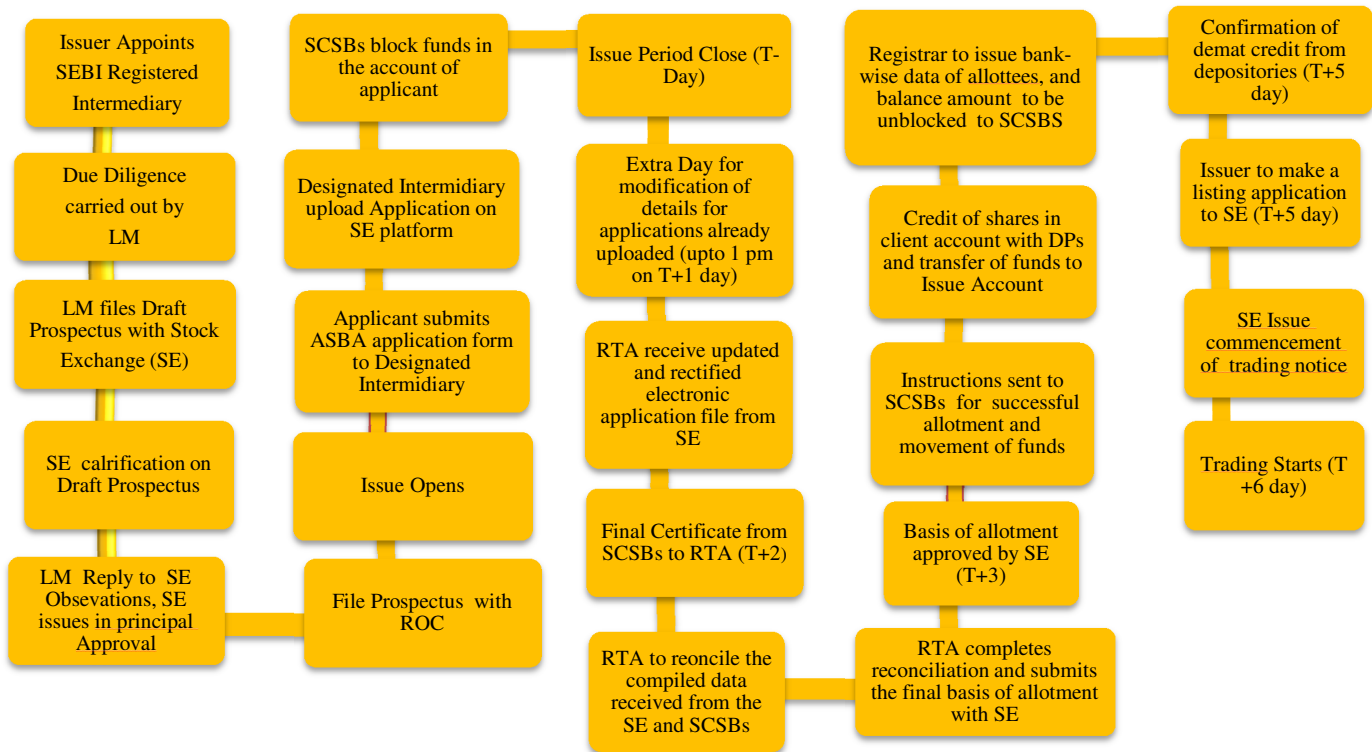 Issuer Appoints
SEBI Registered
Intermediary
Due Diligence
carried out by
LM
LM files Draft
Prospectus with Stock
Exchange (SE)
SE calrification on
Draft Prospectus
LM Reply to SE
Obsevations, SE
issues in principal
Approval
File Prospectus with
ROC
Issue Opens
Applicant submits
ASBA application form
to Designated
Intermidiary
Designated Intermidiary
upload Application on
SE platform
SCSBs block funds in
the account of
applicant
Issue Period Close (T-
Day)
Extra Day for
modification of
details for
applications already
uploaded (upto 1 pm
on T+1 day)
RTA receive updated
and rectified
electronic
application file from
SE
Final Certificate from
SCSBs to RTA (T+2)
RTA to reconcile the
compiled data
received from the
SE and SCSBs
RTA completes
reconciliation and submits
the final basis of allotment
with SE
Basis of allotment
approved by SE
(T+3)
Instructions sent to
SCSBs for successful
allotment and
movement of funds
Credit of shares in
client account with DPs
and transfer of funds to
Issue Account
Registrar to issue bank-
wise data of allottees, and
balance amount to be
unblocked to SCSBS
Confirmation of
demat credit from
depositories (T+5
day)
Issuer to make a
listing application
to SE (T+5 day)
SE Issue
commencement
of trading notice
Trading Starts (T
+6 day)